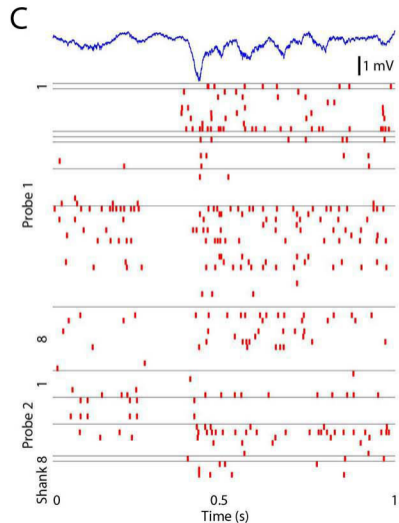 C
1 mV
1
Probe 1
8
1
Probe 2
Shank 8
0 0.5 1
Time (s)